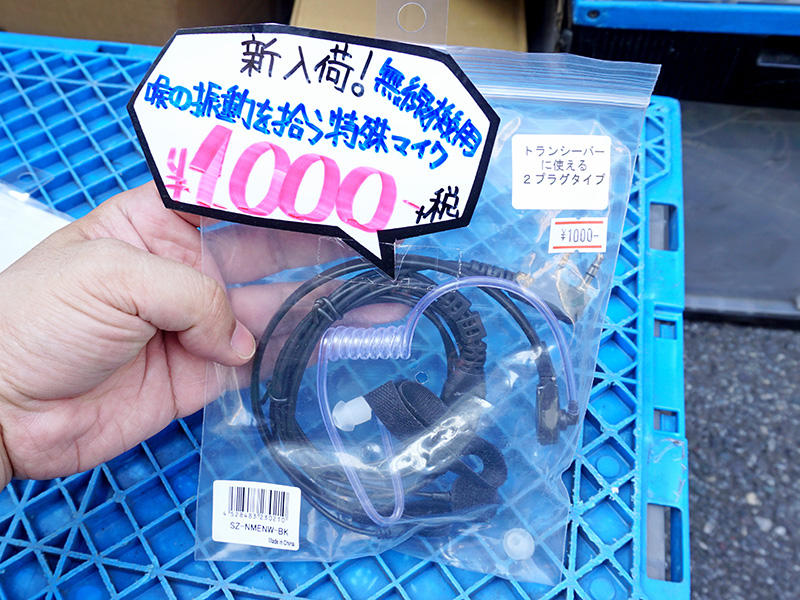 新入荷!無線機用
喉の振動を拾う特殊マイク
¥1000-
+税
トランシーバー
に使える
2プラグタイプ
¥1000-
4528483230210
SZ-NMENW-BK
Made in China